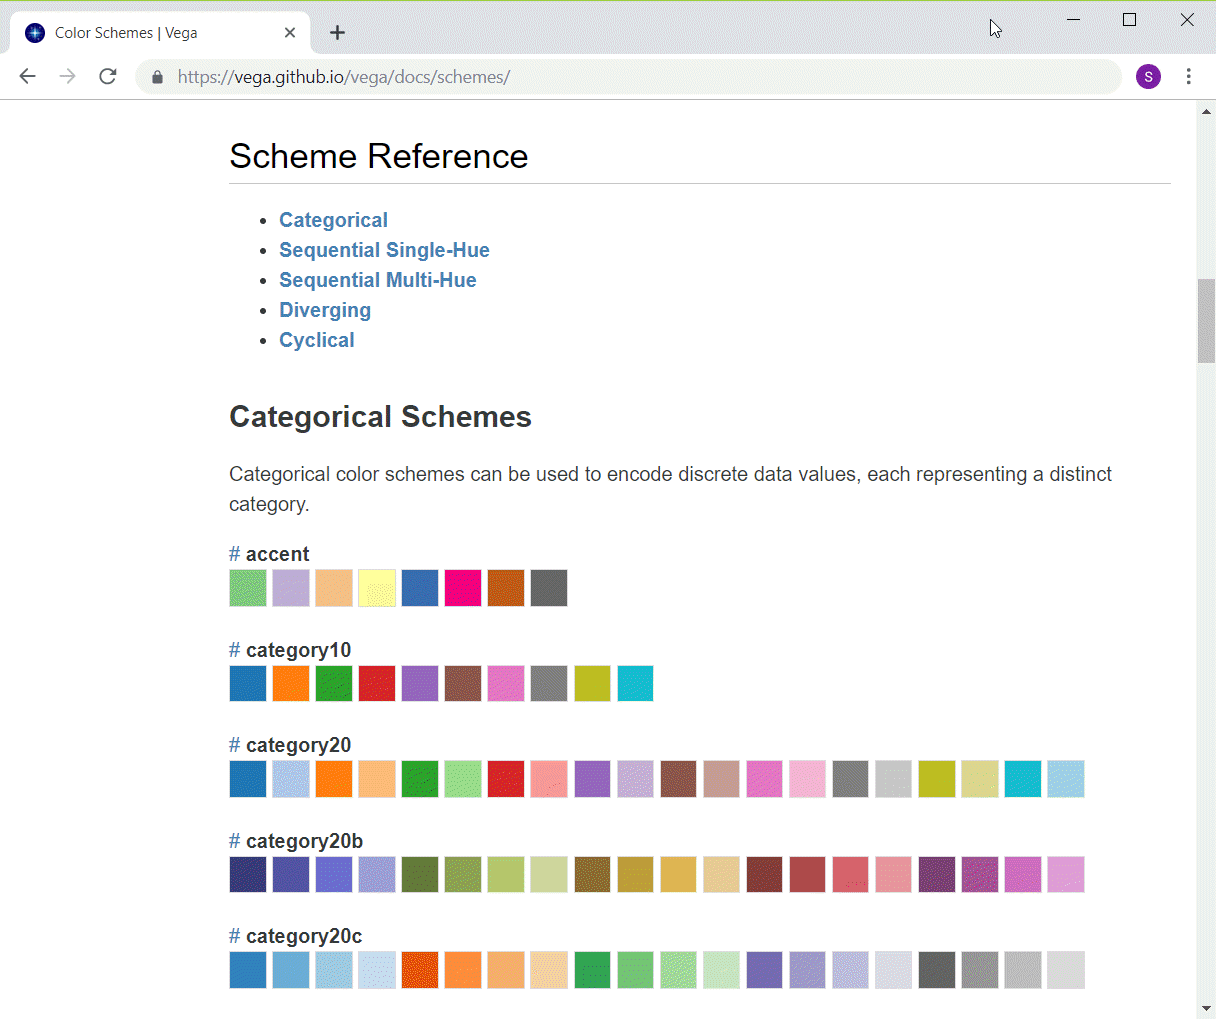 Color Schemes | Vega
https://vega.github.io/vega/docs/schemes/
S
Scheme Reference
Categorical
Sequential Single-Hue
Sequential Multi-Hue
Diverging
Cyclical
Categorical Schemes
Categorical color schemes can be used to encode discrete data values, each representing a distinct
category.
# accent
# category10
# category20
# category20b
# category20c